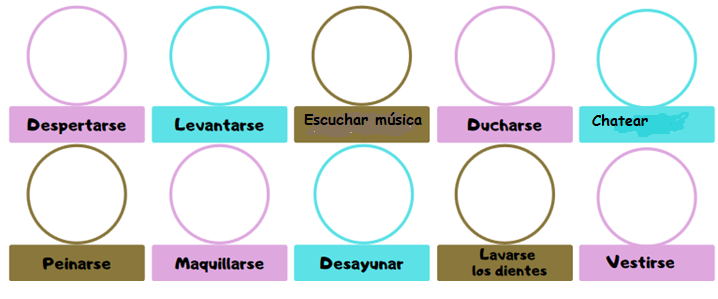 Despertarse
Levantarse
Escuchar música
Ducharse
Chatear
Peinarse
Maquillarse
Desayunar
Lavarse
los dientes
Vestirse